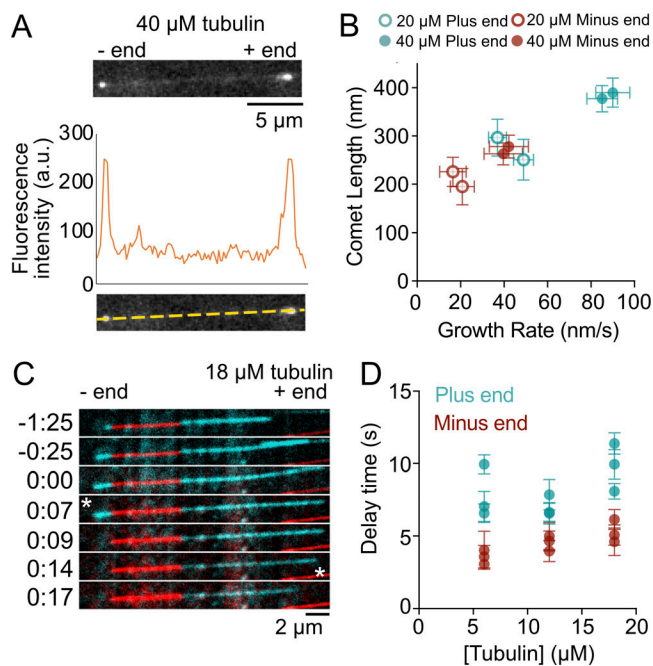 A
40 μM tubulin
- end
+ end
5 μm
Fluorescence
intensity (a.u.)
300
200
100
0
B
20 μM Plus end
20 μM Minus end
40 μM Plus end
40 μM Minus end
Comet Length (nm)
400
300
200
100
0
0
20
40
60
80
100
Growth Rate (nm/s)
C
18 μM tubulin
- end
+ end
-1:25
-0:25
0:00
0:07
*
0:09
0:14
*
0:17
2 μm
D
Plus end
Minus end
Delay time (s)
15
10
5
0
0
5
10
15
20
[Tubulin] (μM)